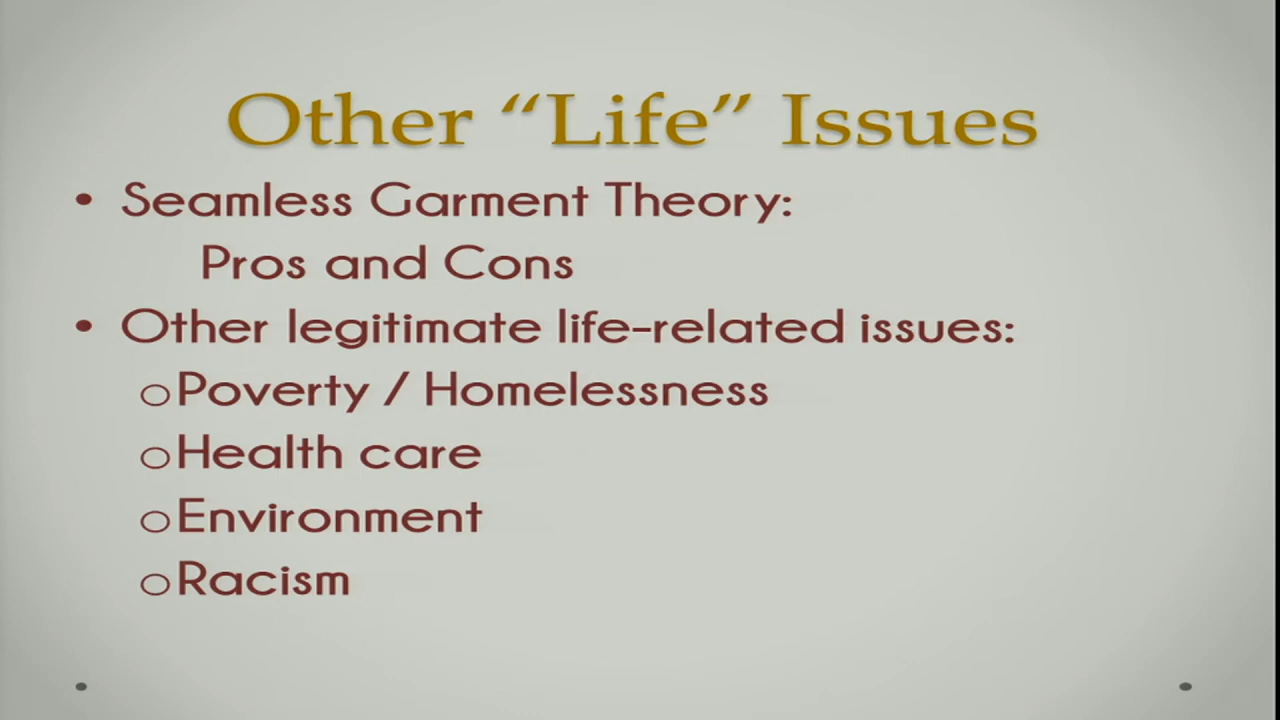 Other “Life” Issues
• Seamless Garment Theory:
Pros and Cons
• Other legitimate life-related issues:
o Poverty / Homelessness
o Health care
o Environment
o Racism